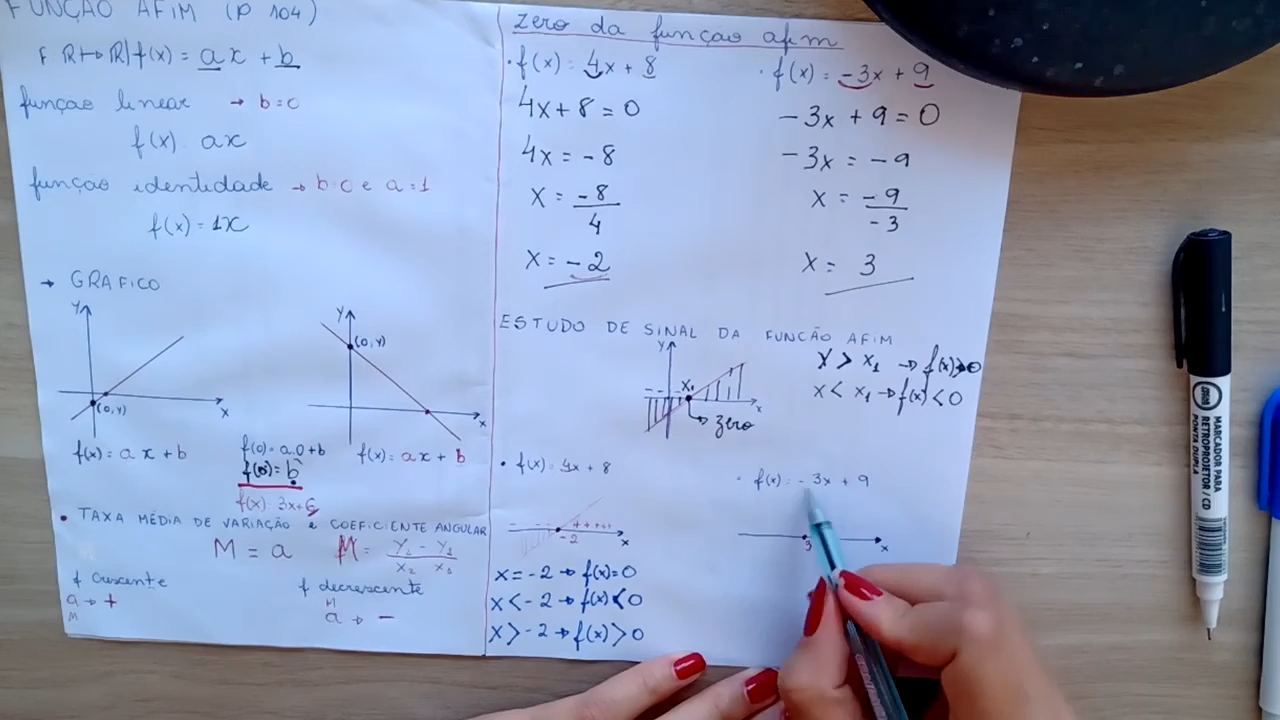 FUNÇÃO AFIM (P 104)
f R↦R| f(x) = ax + b
função linear → b=0
f(x) ax
função identidade → b c e a=1
f(x) = 1x
→ GRAFICO
y
(0,y)
x
f(x) = ax + b
y
(0,y)
x
f(0) = a.0+b
f(0) = b
f(x) = ax + b
f(x) = 3x+6
• TAXA MÉDIA DE VARIAÇÃO e COEFICIENTE ANGULAR
M = a
M = Y₂ - Y₁
X₂ X₁
f crescente
a → +
M
f decrescente
M
a → -
zero da função afim
• f(x) = 4x + 8
4x + 8 = 0
4x = -8
x = -8
4
x = -2
• f(x) = -3x + 9
-3x + 9 = 0
-3x = -9
x = -9
-3
x = 3
ESTUDO DE SINAL DA FUNÇÃO AFIM
y
x₁
x
→ zero
x > x₁ → f(x) > 0
x < x₁ → f(x) < 0
• f(x) = 4x + 8
- - - + + + + +
-2
x
x = -2 → f(x) = 0
x < -2 → f(x) < 0
x > -2 → f(x) > 0
• f(x) = -3x + 9
3
x
MARCADOR PARA
RETROPROJETOR / CD
PONTA DUPLA